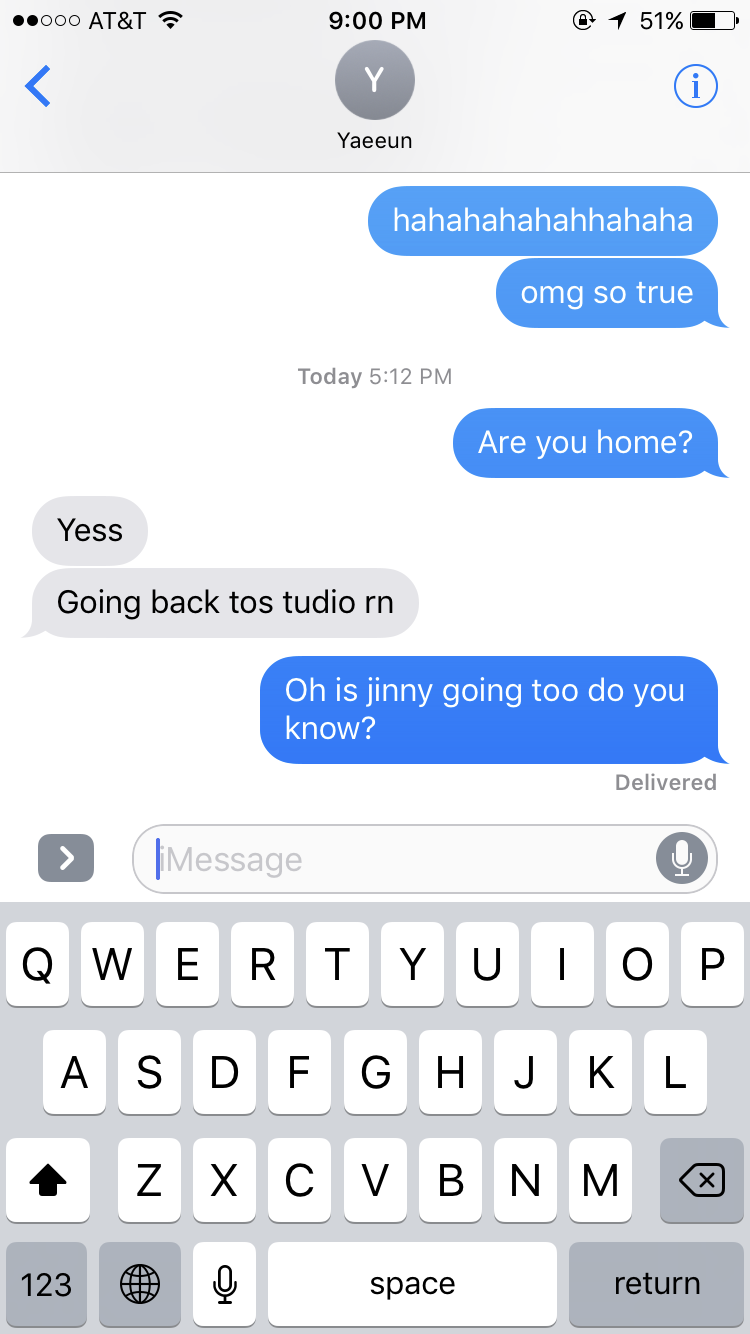 AT&T 9:00 PM 51%
Y
i
Yaeeun
hahahahahahhahaha
omg so true
Today 5:12 PM
Are you home?
Yess
Going back tos tudio rn
Oh is jinny going too do you
know?
Delivered
iMessage
Q W E R T Y U I O P
A S D F G H J K L
Z X C V B N M
123 space return